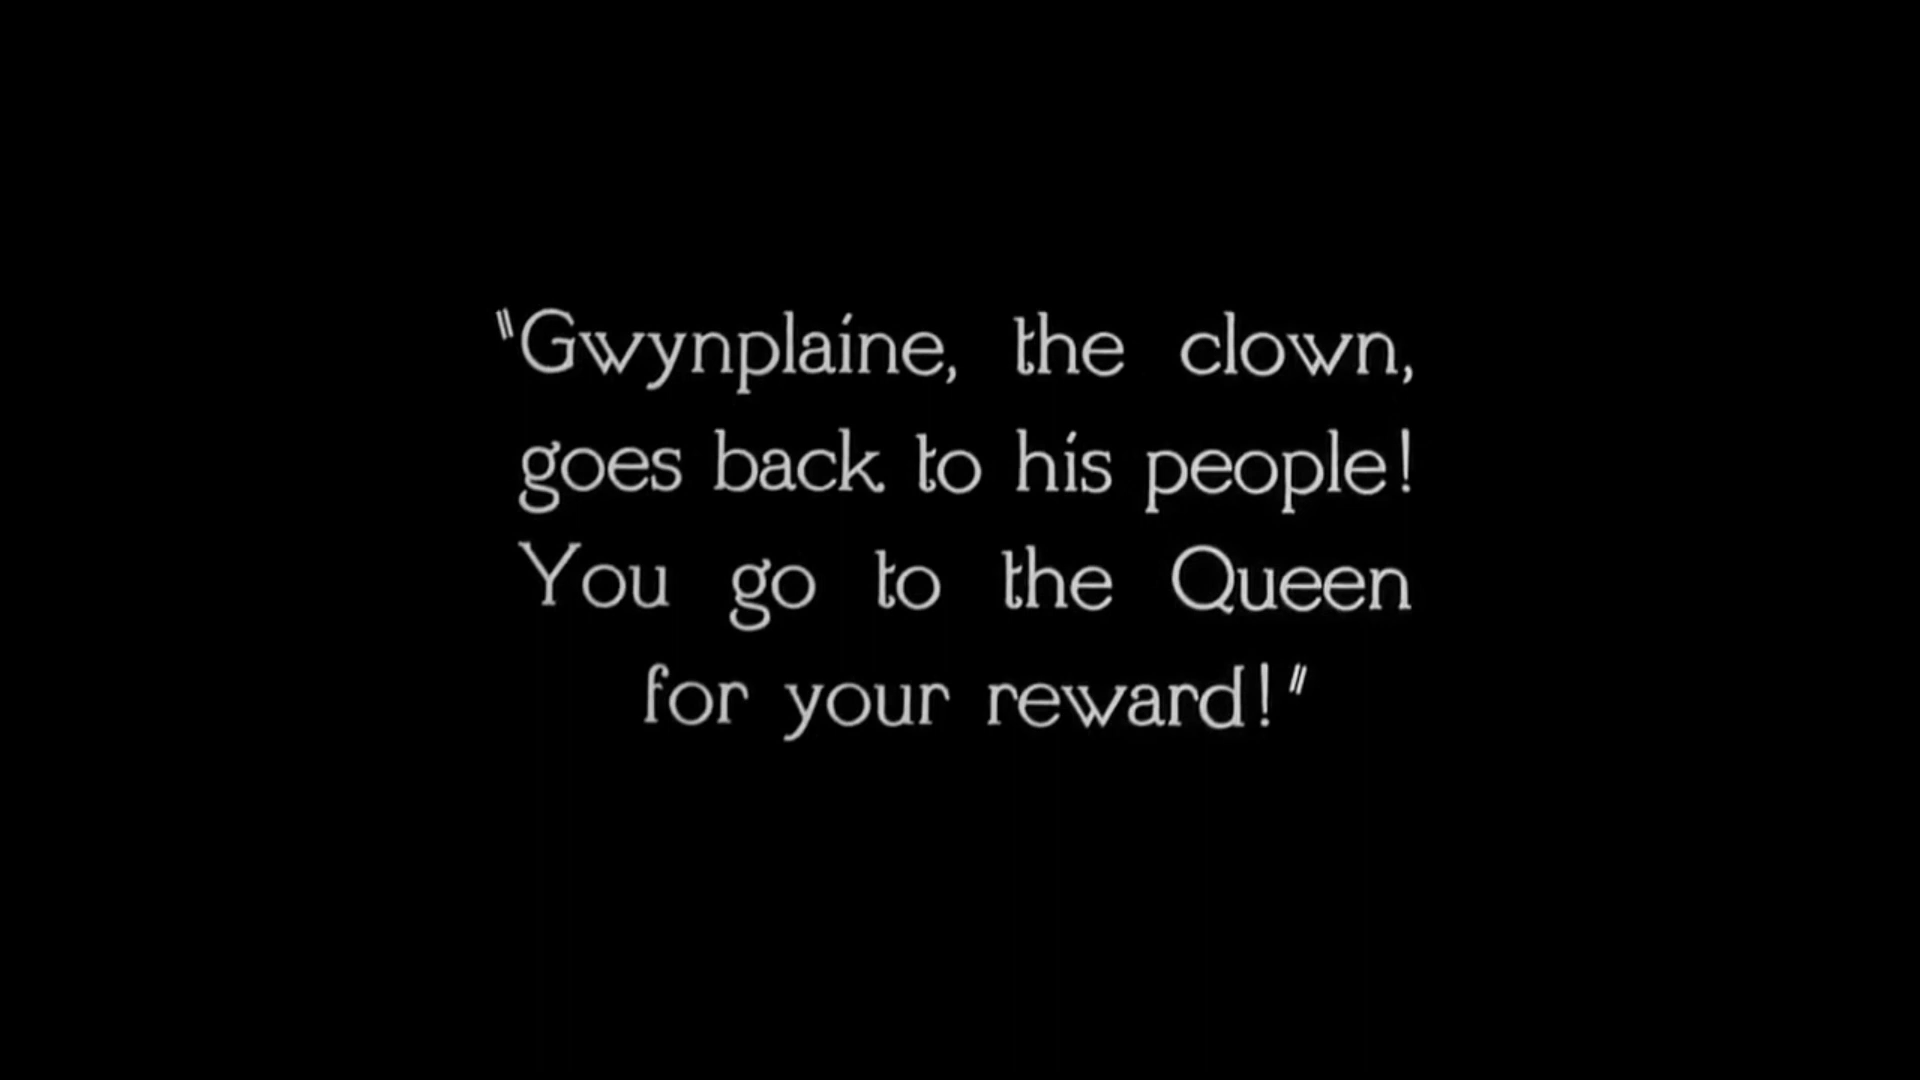 "Gwynplaine, the clown,
goes back to his people!
You go to the Queen
for your reward!"